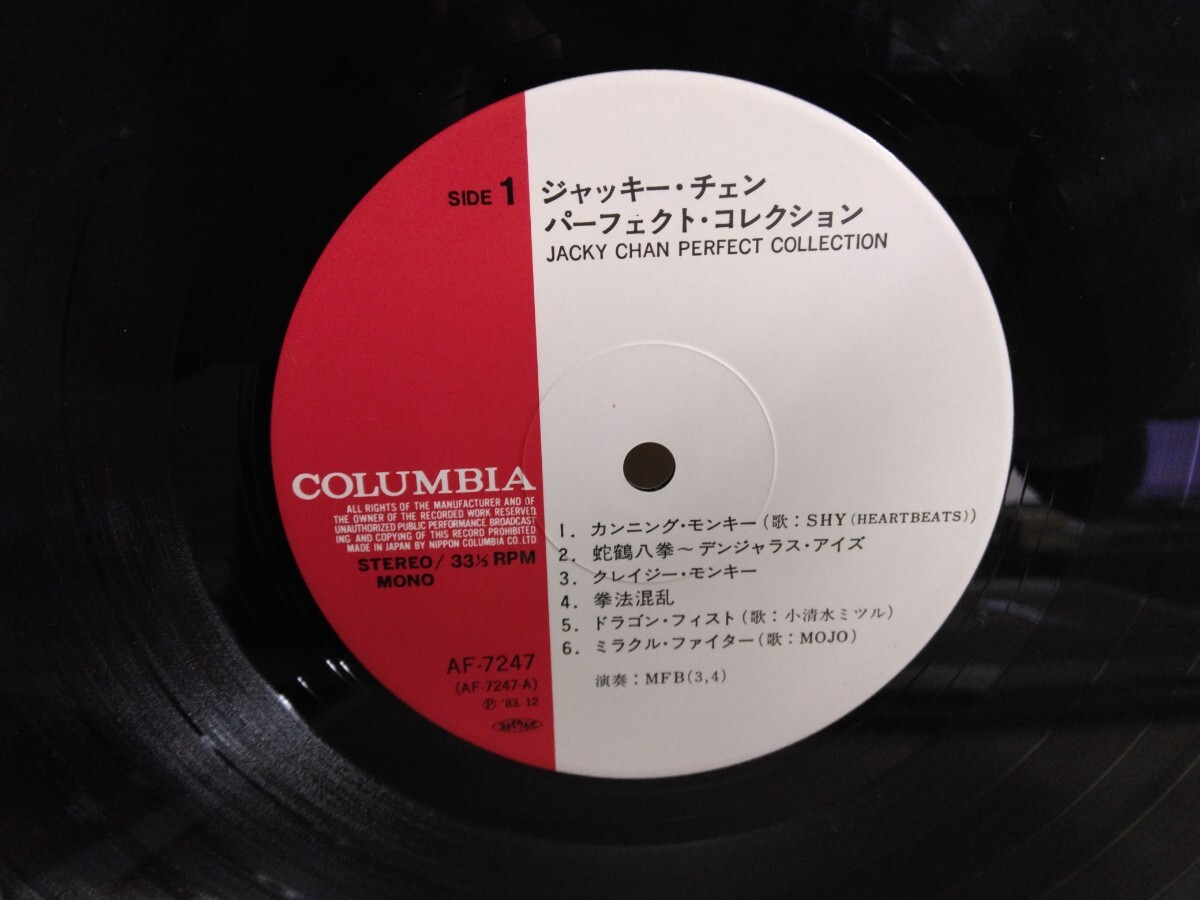 SIDE 1
ジャッキー・チェン
パーフェクト・コレクション
JACKY CHAN PERFECT COLLECTION
COLUMBIA
ALL RIGHTS OF THE MANUFACTURER AND OF
THE OWNER OF THE RECORDED WORK RESERVED.
UNAUTHORIZED PUBLIC PERFORMANCE BROADCAST
ING AND COPYING OF THIS RECORD PROHIBITED
MADE IN JAPAN BY NIPPON COLUMBIA CO.LTD
STEREO/ 33⅓ RPM
MONO
AF-7247
(AF-7247-A)
Ⓟ '83. 12
1. カンニング・モンキー (歌：SHY (HEARTBEATS))
2. 蛇鶴八拳～デンジャラス・アイズ
3. クレイジー・モンキー
4. 拳法混乱
5. ドラゴン・フィスト (歌：小清水ミツル)
6. ミラクル・ファイター (歌：MOJO)
演奏：MFB(3,4)